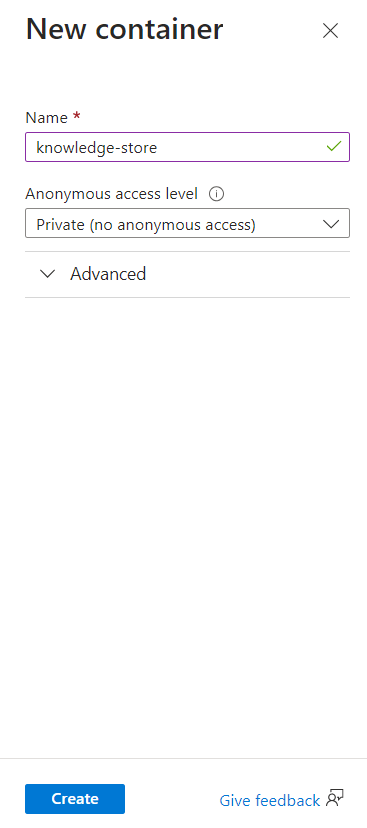 New container
Name *
knowledge-store
Anonymous access level
Private (no anonymous access)
Advanced
Create
Give feedback